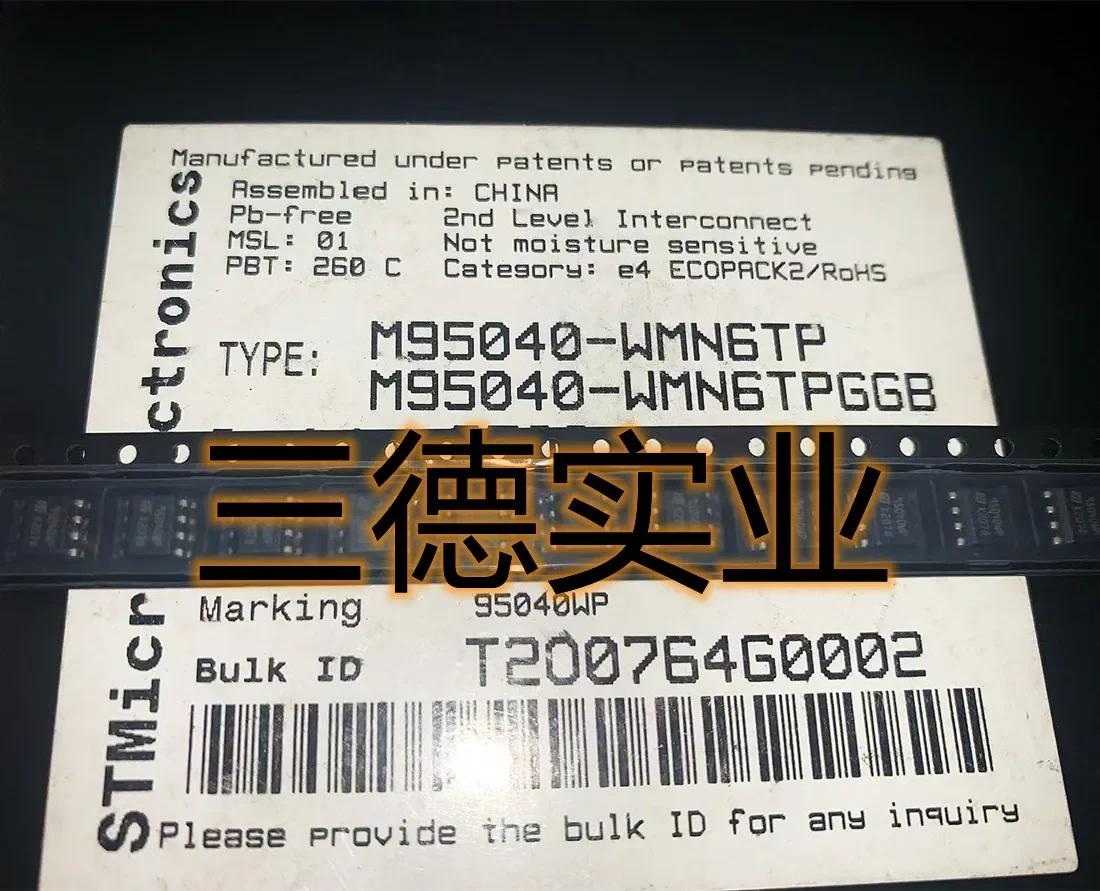 Manufactured under patents or patents pending
Assembled in: CHINA
Pb-free 2nd Level Interconnect
MSL: 01 Not moisture sensitive
PBT: 260 C Category: e4 ECOPACK2/RoHS
TYPE: M95040-WMN6TP
M95040-WMN6TPGGB
ctronics
三德实业
STMicr
Marking 95040WP
Bulk ID T200764G0002
Please provide the bulk ID for any inquiry